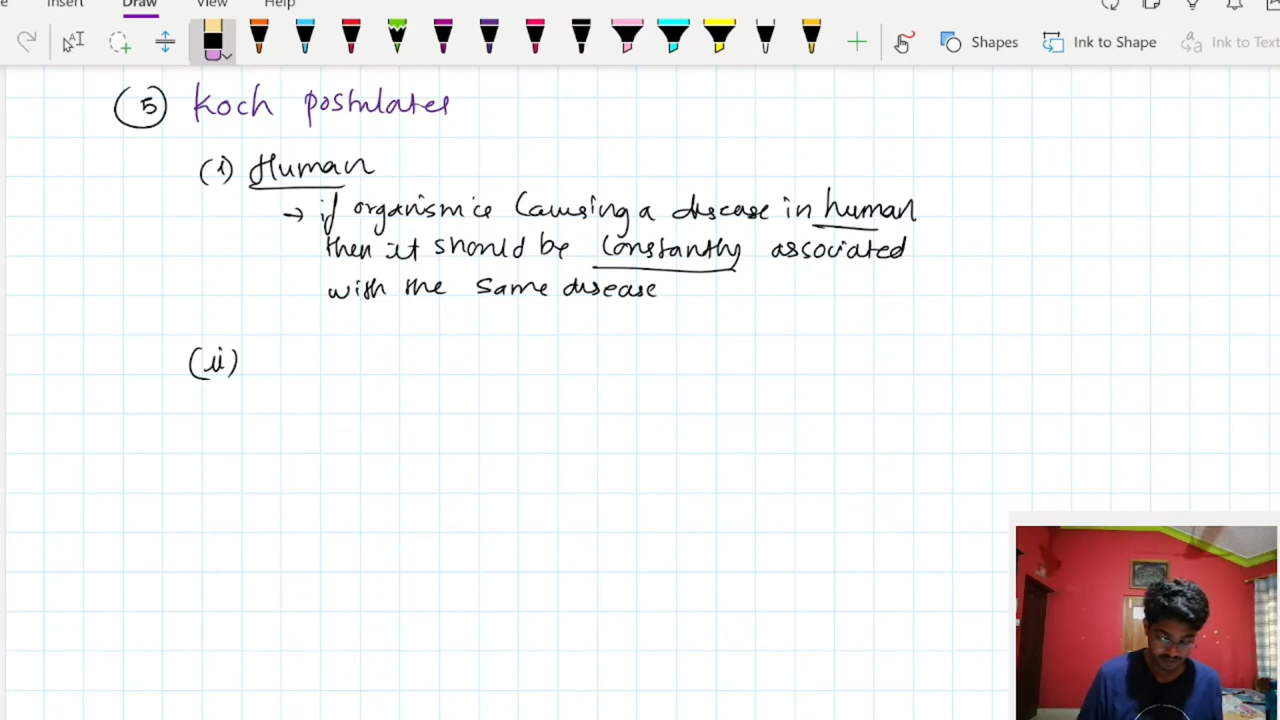 Insert Draw View Help
Shapes Ink to Shape Ink to Text
(5) Koch postulates
(i) Human
→ if organism is causing a disease in human
then it should be constantly associated
with the same disease
(ii)